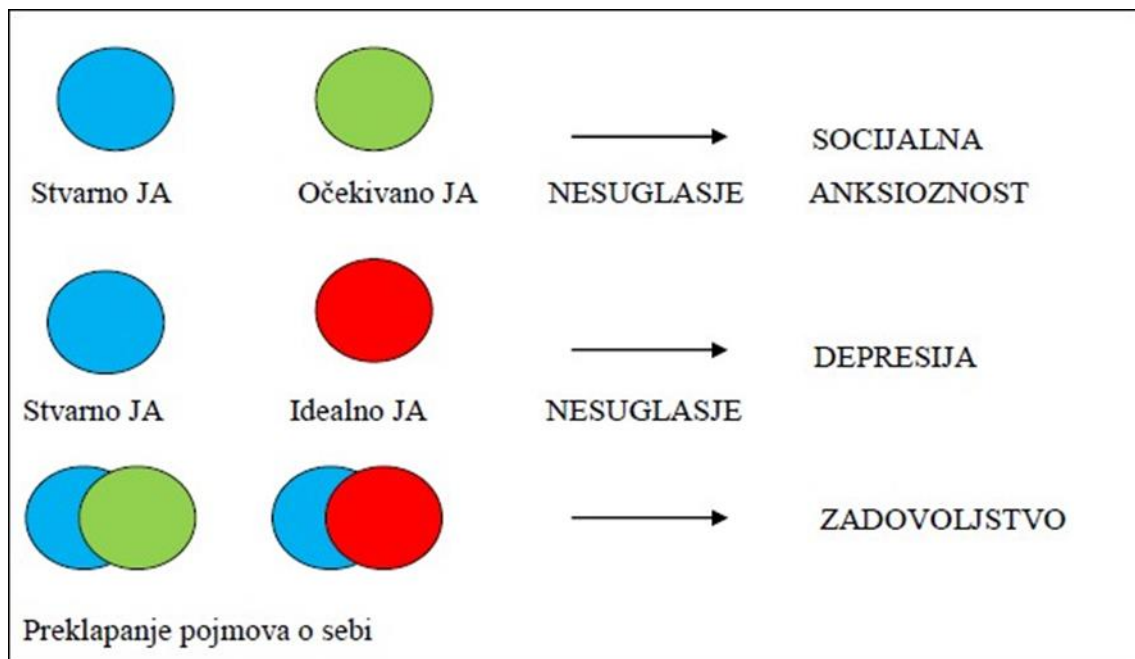 SOCIJALNA
Stvarno JA Očekivano JA NESUGLASJE ANKSIOZNOST
DEPRESIJA
Stvarno JA Idealno JA NESUGLASJE
ZADOVOLJSTVO
Preklapanje pojmova o sebi